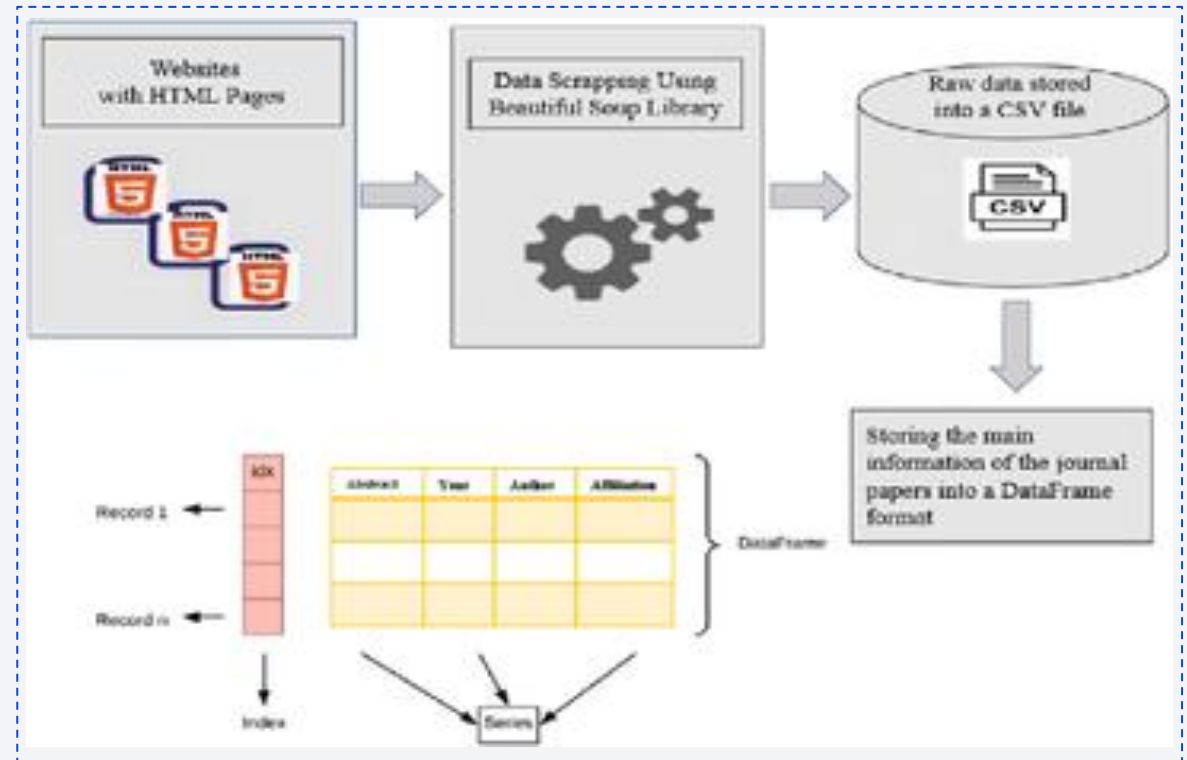 Websites
with HTML Pages
HTML
HTML
HTML
Data Scrapping Using
Beautiful Soup Library
Raw data stored
into a CSV file
CSV
Storing the main
information of the journal
papers into a DataFrame
format
idx
Abstract Year Author Affiliation
Record 1
DataFrame
Record n
Index
Series